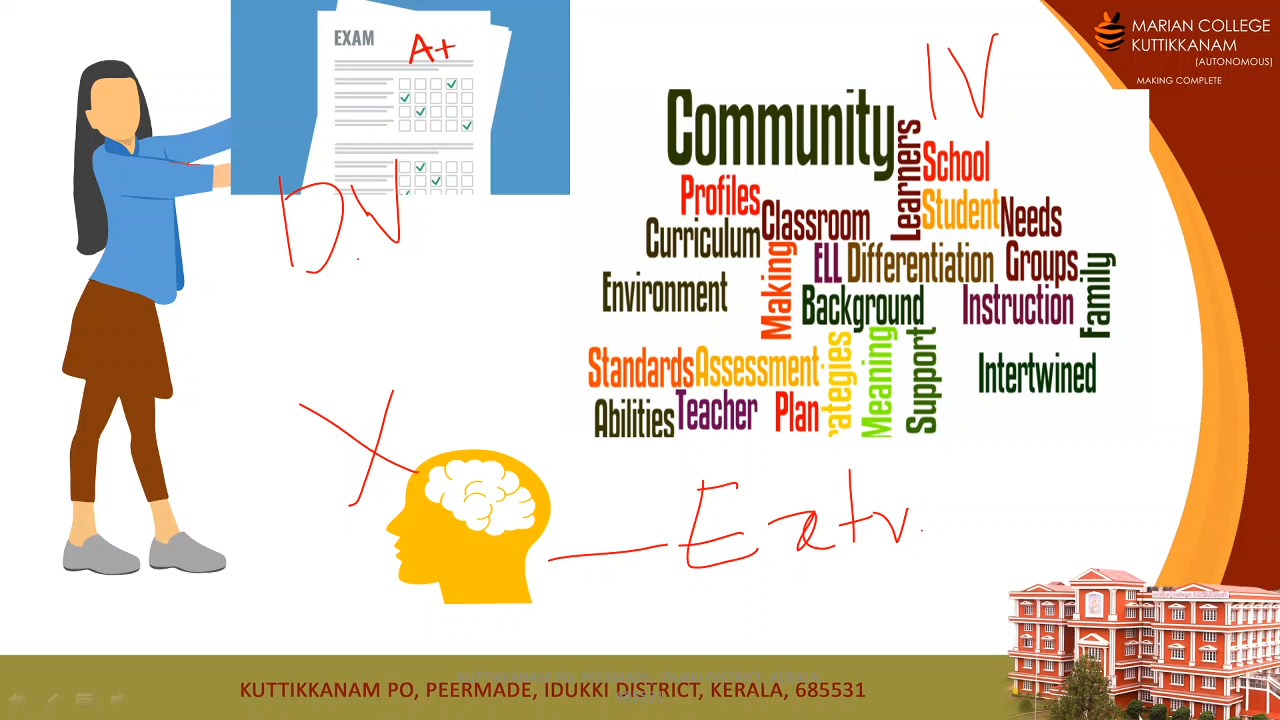 MARIAN COLLEGE
KUTTIKKANAM
(AUTONOMOUS)
MAKING COMPLETE
EXAM
A+
D.V
IV
Community
Learners
School
Profiles
Classroom
Student
Needs
Curriculum
Making
ELL
Differentiation
Groups
Family
Environment
Background
Instruction
Standards
Assessment
rategies
Meaning
Support
Intertwined
Abilities
Teacher
Plan
X
KUTTIKKANAM PO, PEERMADE, IDUKKI DISTRICT, KERALA, 685531